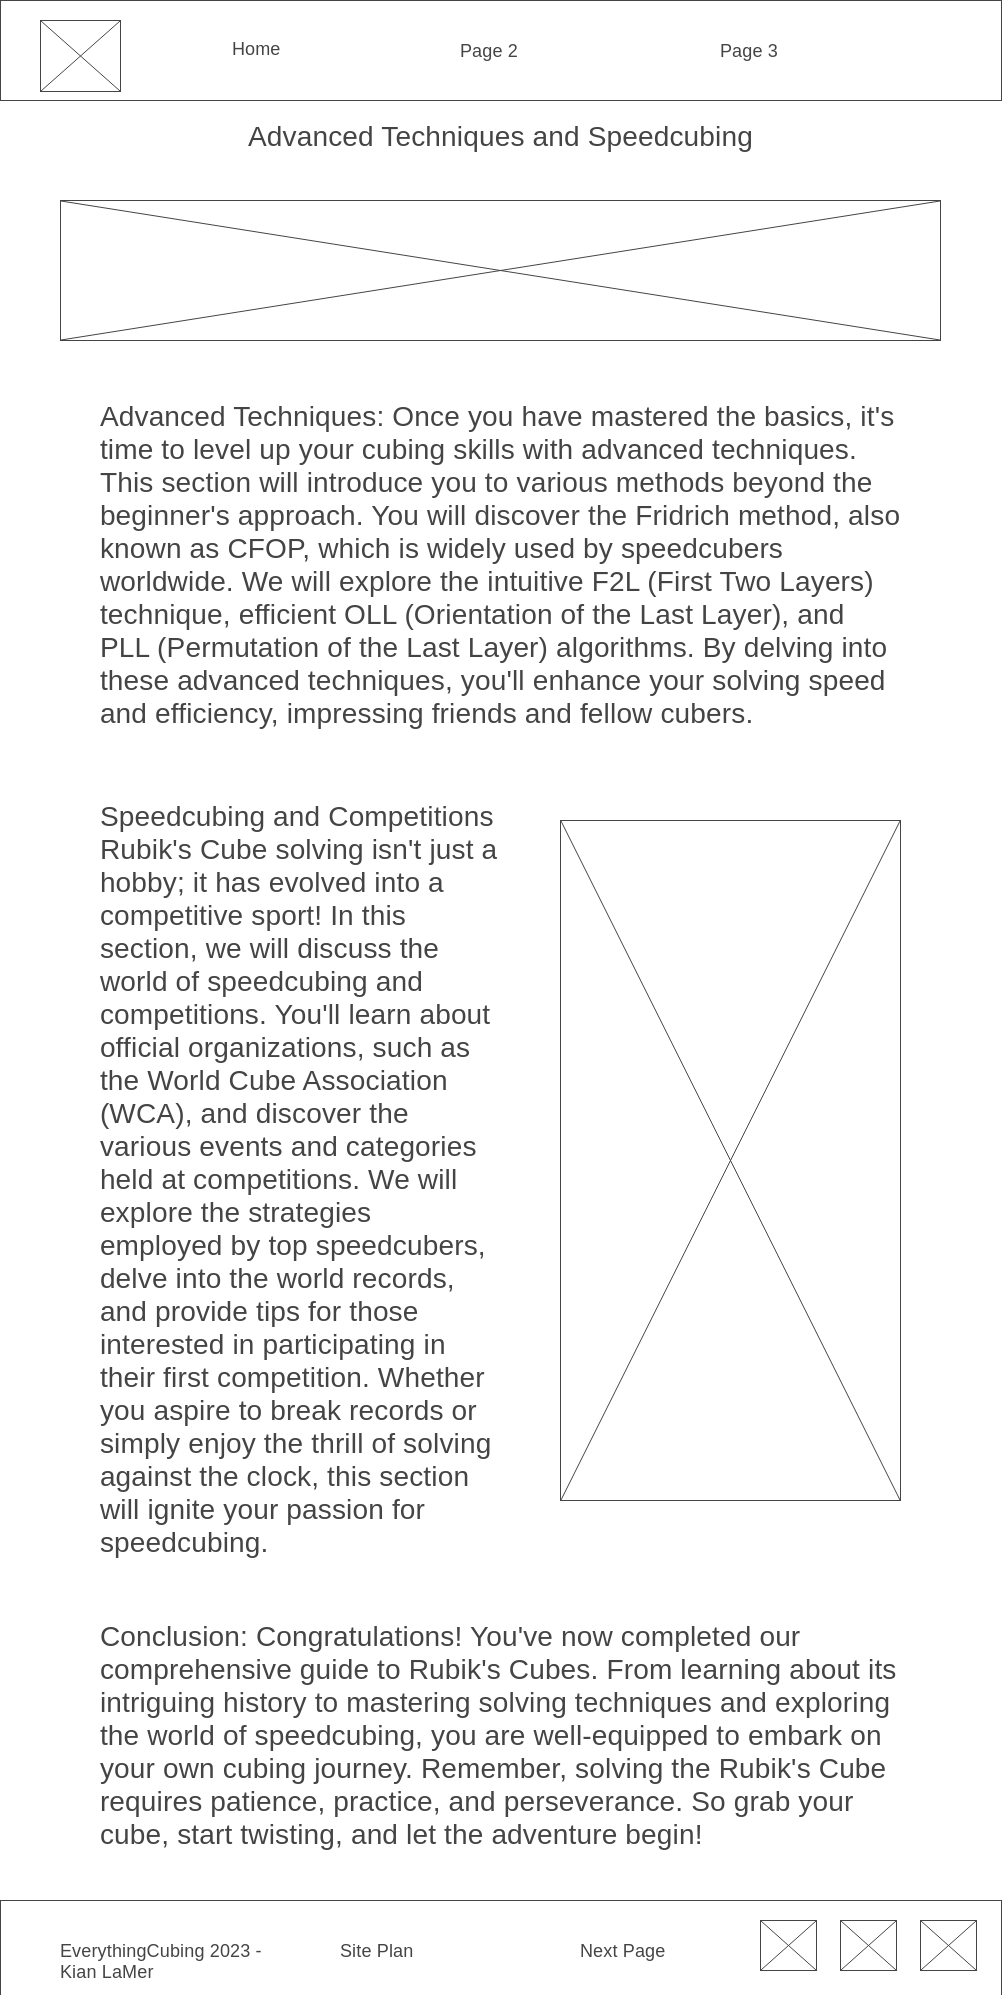 Home
Page 2
Page 3
Advanced Techniques and Speedcubing
Advanced Techniques: Once you have mastered the basics, it's
time to level up your cubing skills with advanced techniques.
This section will introduce you to various methods beyond the
beginner's approach. You will discover the Fridrich method, also
known as CFOP, which is widely used by speedcubers
worldwide. We will explore the intuitive F2L (First Two Layers)
technique, efficient OLL (Orientation of the Last Layer), and
PLL (Permutation of the Last Layer) algorithms. By delving into
these advanced techniques, you'll enhance your solving speed
and efficiency, impressing friends and fellow cubers.
Speedcubing and Competitions
Rubik's Cube solving isn't just a
hobby; it has evolved into a
competitive sport! In this
section, we will discuss the
world of speedcubing and
competitions. You'll learn about
official organizations, such as
the World Cube Association
(WCA), and discover the
various events and categories
held at competitions. We will
explore the strategies
employed by top speedcubers,
delve into the world records,
and provide tips for those
interested in participating in
their first competition. Whether
you aspire to break records or
simply enjoy the thrill of solving
against the clock, this section
will ignite your passion for
speedcubing.
Conclusion: Congratulations! You've now completed our
comprehensive guide to Rubik's Cubes. From learning about its
intriguing history to mastering solving techniques and exploring
the world of speedcubing, you are well-equipped to embark on
your own cubing journey. Remember, solving the Rubik's Cube
requires patience, practice, and perseverance. So grab your
cube, start twisting, and let the adventure begin!
EverythingCubing 2023 -
Kian LaMer
Site Plan
Next Page